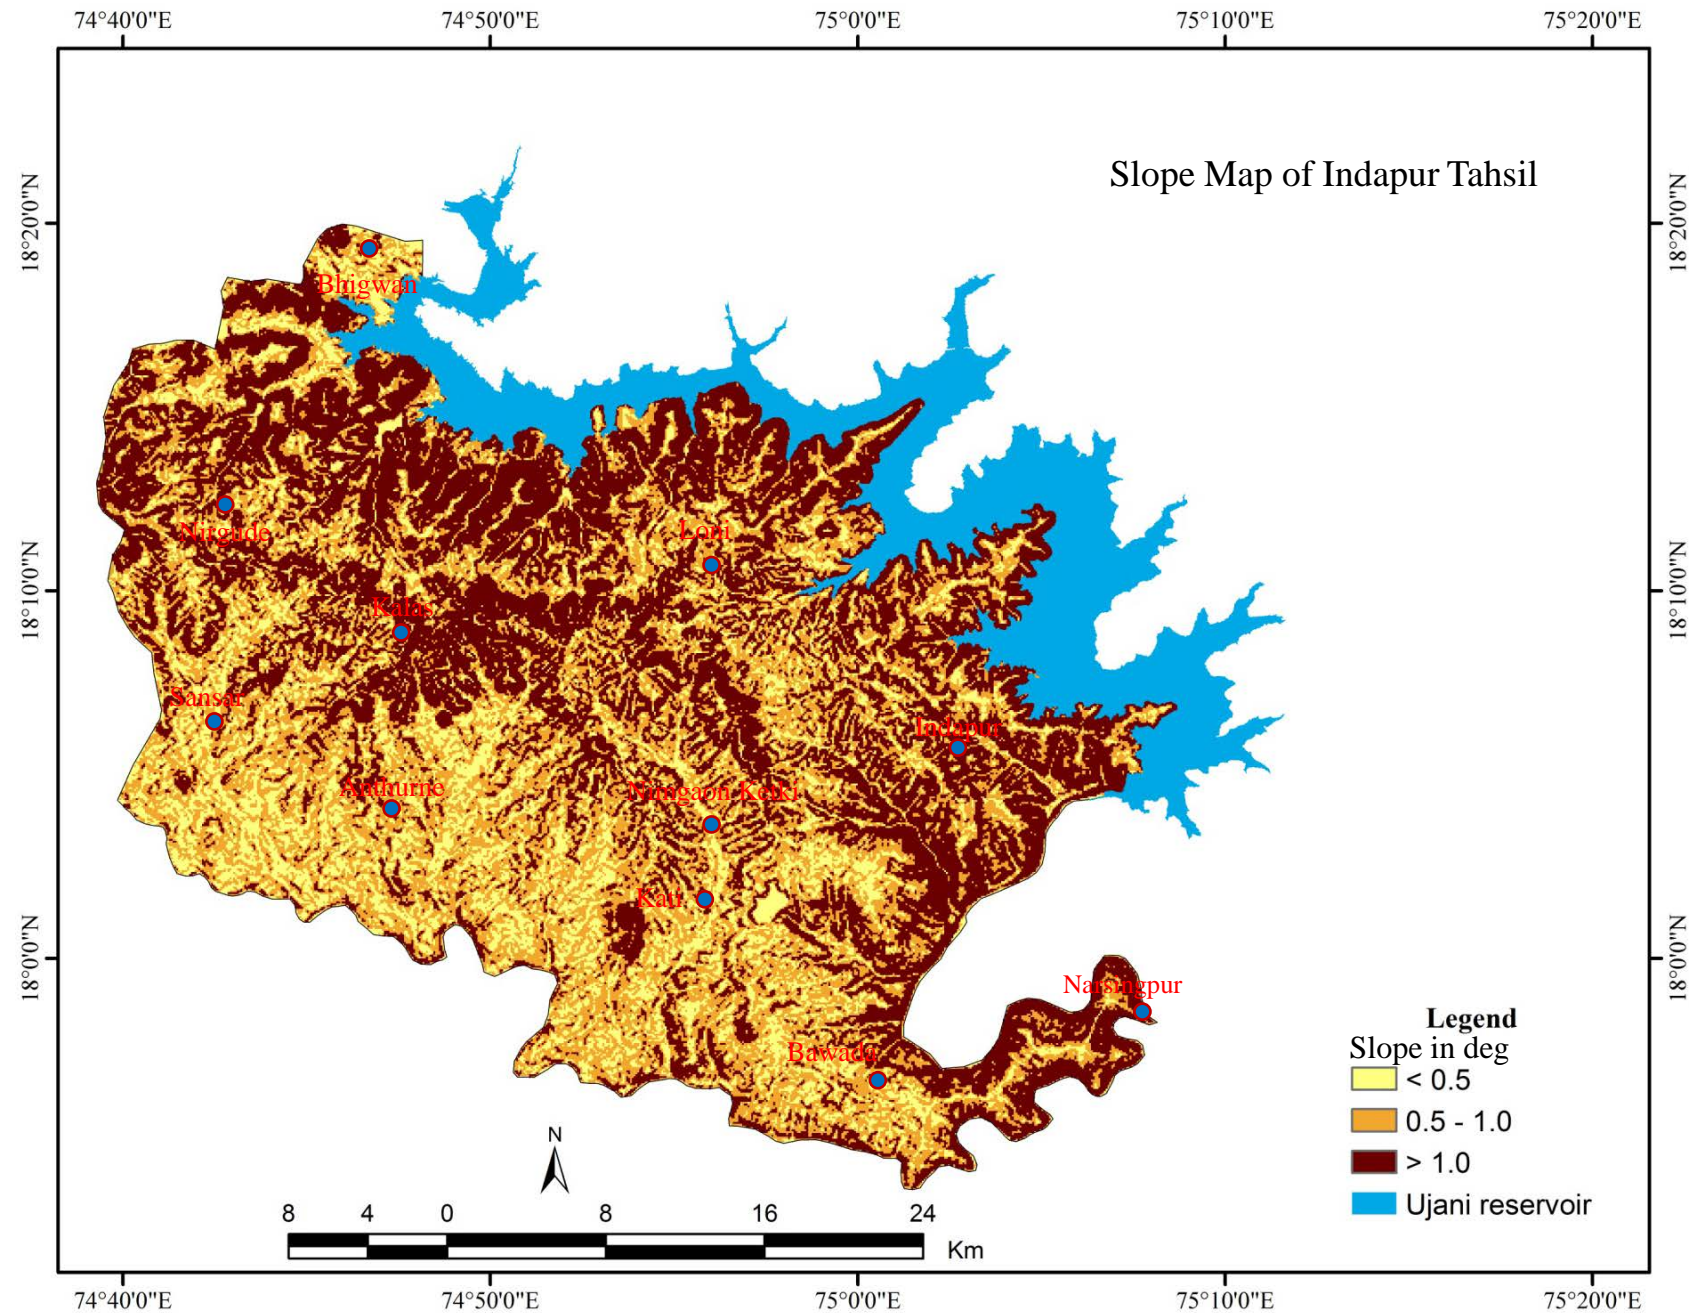 74°40'0"E 74°50'0"E 75°0'0"E 75°10'0"E 75°20'0"E
Slope Map of Indapur Tahsil
18°20'0"N 18°20'0"N
Bhigwan
Nirgude
Loni
18°10'0"N 18°10'0"N
Kalas
Sansar
Indapur
Anthurne
Nimgaon Ketki
Kati
18°0'0"N 18°0'0"N
Narsingpur
Bawada
Legend
Slope in deg
< 0.5
0.5 - 1.0
> 1.0
Ujani reservoir
N
8 4 0 8 16 24
Km
74°40'0"E 74°50'0"E 75°0'0"E 75°10'0"E 75°20'0"E